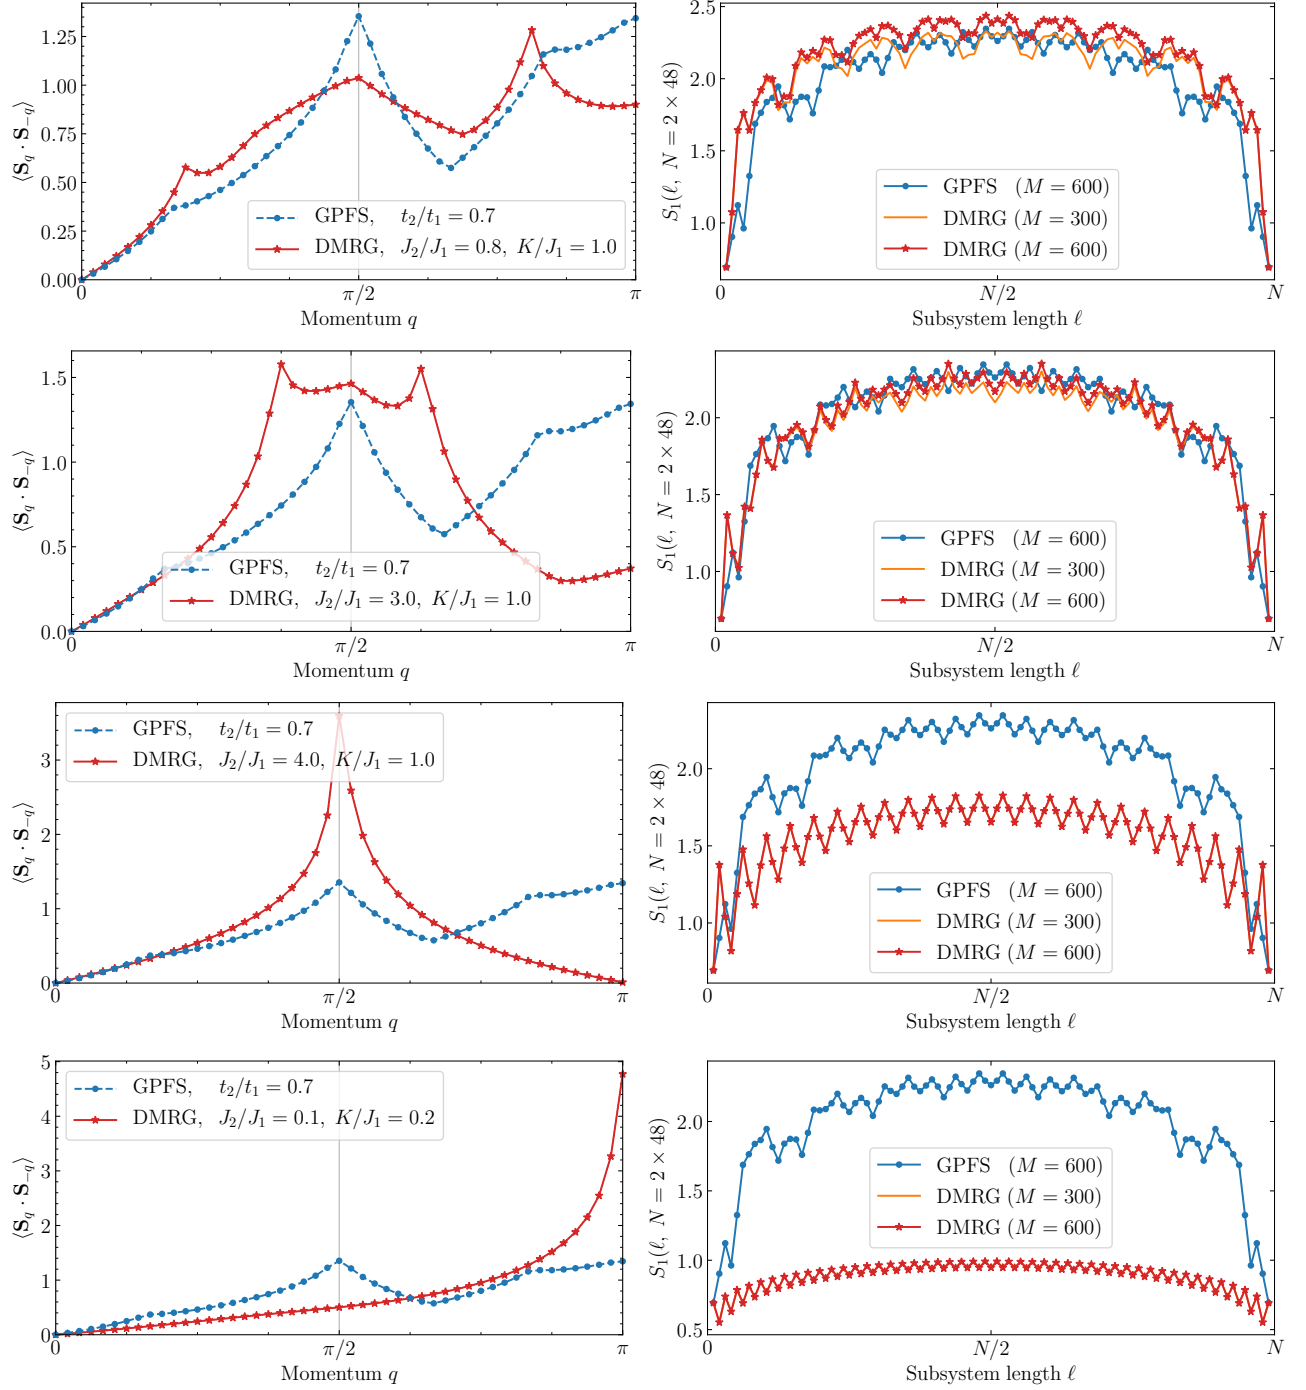 1.25
1.00
0.75
0.50
0.25
0.00
⟨S_q · S_{−q}⟩
GPFS, t₂/t₁ = 0.7
DMRG, J₂/J₁ = 0.8, K/J₁ = 1.0
0 π/2 π
Momentum q
2.5
2.0
1.5
1.0
S₁(ℓ, N = 2 × 48)
GPFS (M = 600)
DMRG (M = 300)
DMRG (M = 600)
0 N/2 N
Subsystem length ℓ
1.5
1.0
0.5
0.0
⟨S_q · S_{−q}⟩
GPFS, t₂/t₁ = 0.7
DMRG, J₂/J₁ = 3.0, K/J₁ = 1.0
0 π/2 π
Momentum q
2.0
1.5
1.0
S₁(ℓ, N = 2 × 48)
GPFS (M = 600)
DMRG (M = 300)
DMRG (M = 600)
0 N/2 N
Subsystem length ℓ
3
2
1
0
⟨S_q · S_{−q}⟩
GPFS, t₂/t₁ = 0.7
DMRG, J₂/J₁ = 4.0, K/J₁ = 1.0
0 π/2 π
Momentum q
2.0
1.5
1.0
S₁(ℓ, N = 2 × 48)
GPFS (M = 600)
DMRG (M = 300)
DMRG (M = 600)
0 N/2 N
Subsystem length ℓ
5
4
3
2
1
0
⟨S_q · S_{−q}⟩
GPFS, t₂/t₁ = 0.7
DMRG, J₂/J₁ = 0.1, K/J₁ = 0.2
0 π/2 π
Momentum q
2.0
1.5
1.0
0.5
S₁(ℓ, N = 2 × 48)
GPFS (M = 600)
DMRG (M = 300)
DMRG (M = 600)
0 N/2 N
Subsystem length ℓ